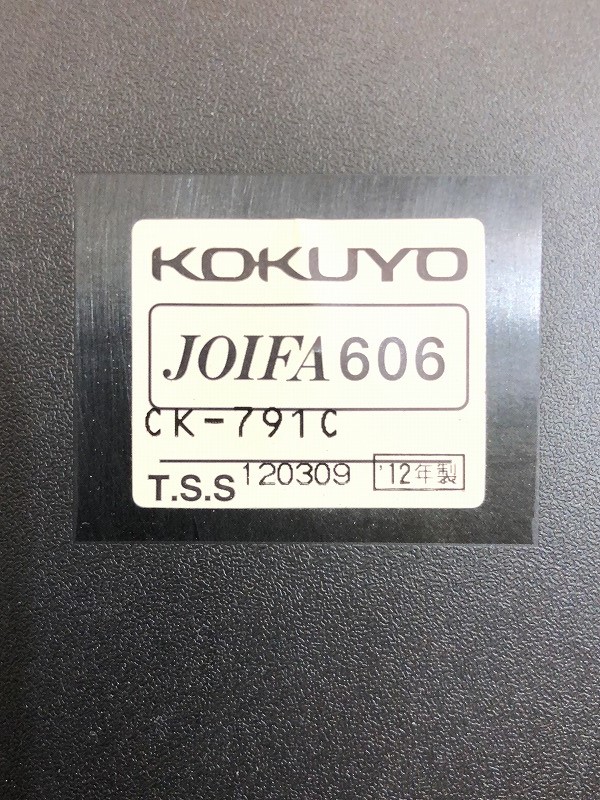 KOKUYO
JOIFA 606
CK-791C
T.S.S 120309 '12年製